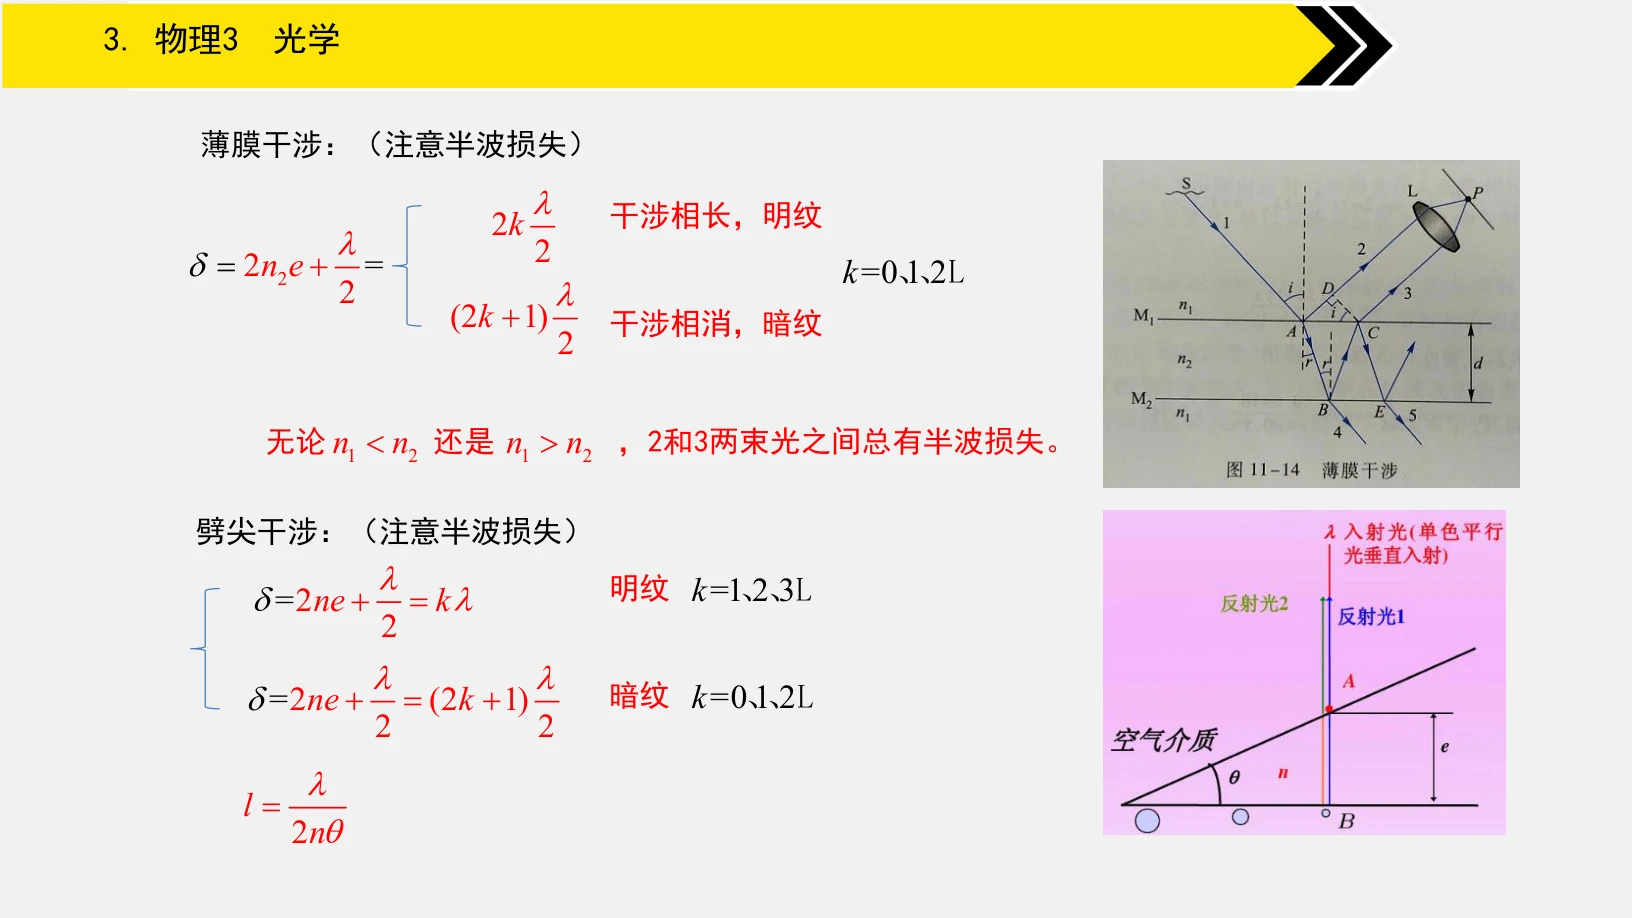 3. 物理3 光学
薄膜干涉：（注意半波损失）
δ = 2n₂e + λ/2 =
2k λ/2 干涉相长，明纹
(2k + 1) λ/2 干涉相消，暗纹
k=0、1、2L
无论 n₁ < n₂ 还是 n₁ > n₂ ，2和3两束光之间总有半波损失。
劈尖干涉：（注意半波损失）
δ=2ne + λ/2 = kλ 明纹 k=1、2、3L
δ=2ne + λ/2 = (2k + 1) λ/2 暗纹 k=0、1、2L
l = λ/2nθ
S
L
P
1
2
3
i
D
i
M₁
n₁
A
C
n₂
r
r
d
M₂
n₁
B
E
4
5
图 11-14 薄膜干涉
λ 入射光(单色平行
光垂直入射)
反射光2
反射光1
A
空气介质
θ
n
e
B